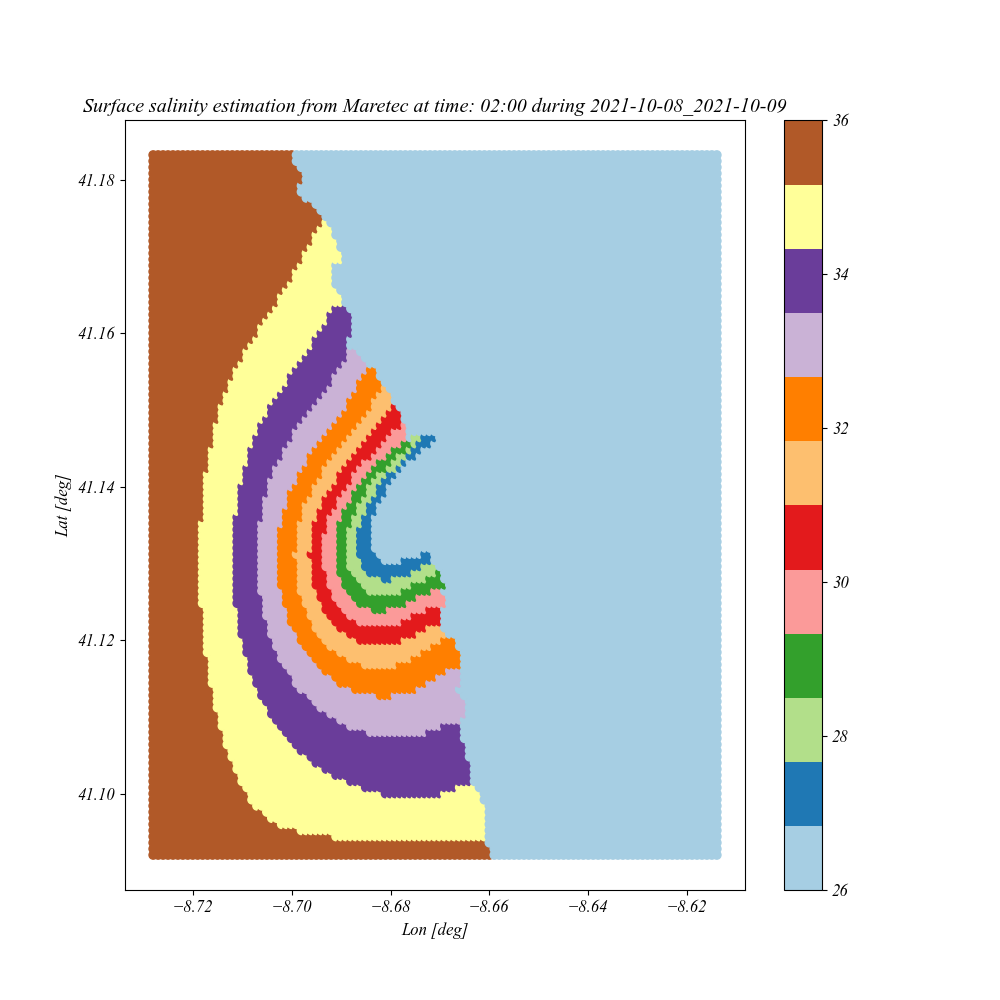 Surface salinity estimation from Maretec at time: 02:00 during 2021-10-08_2021-10-09
36
41.18
34
41.16
32
41.14
Lat [deg]
30
41.12
28
41.10
26
−8.72 −8.70 −8.68 −8.66 −8.64 −8.62
Lon [deg]